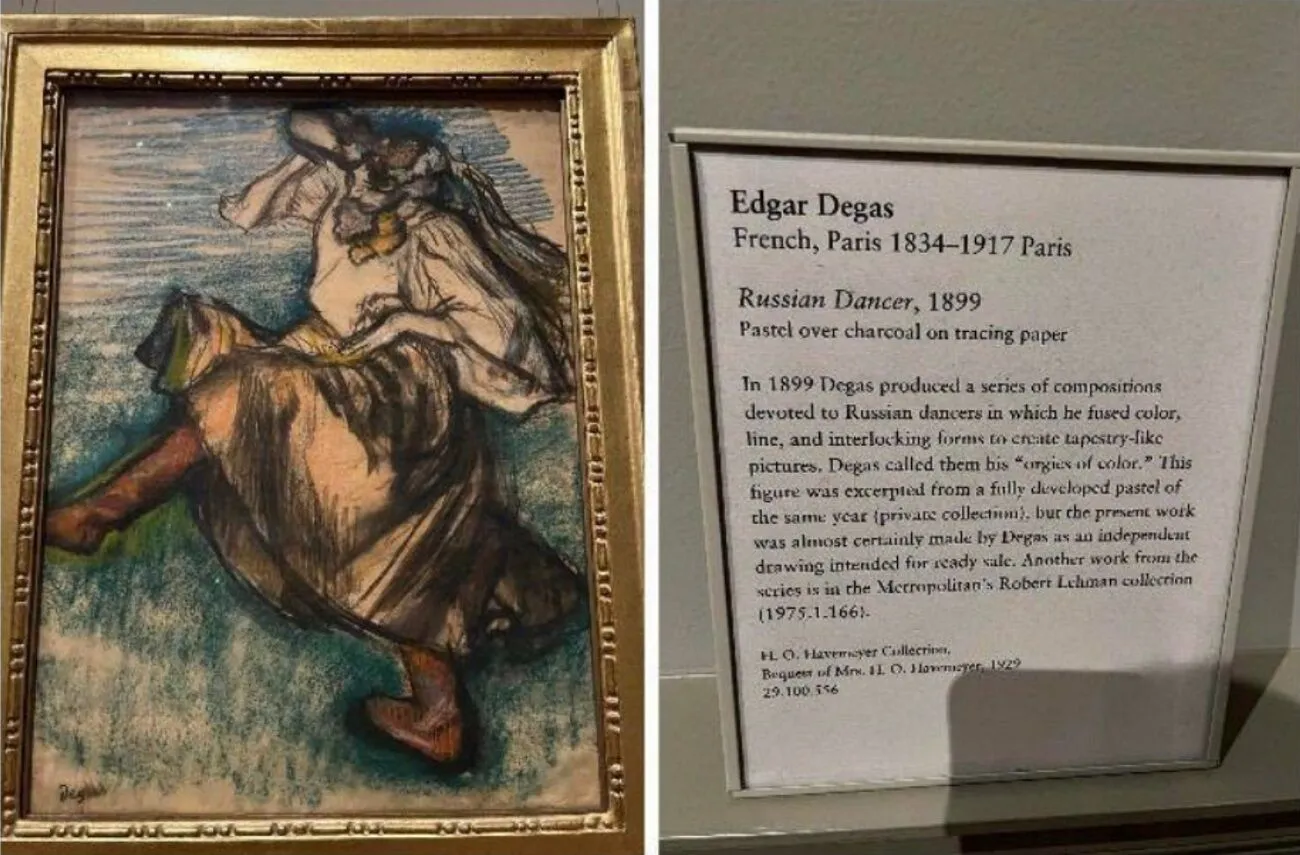 Degas
Edgar Degas
French, Paris 1834–1917 Paris
Russian Dancer, 1899
Pastel over charcoal on tracing paper
In 1899 Degas produced a series of compositions
devoted to Russian dancers in which he fused color,
line, and interlocking forms to create tapestry-like
pictures. Degas called them his “orgies of color.” This
figure was excerpted from a fully developed pastel of
the same year (private collection), but the present work
was almost certainly made by Degas as an independent
drawing intended for ready sale. Another work from the
series is in the Metropolitan's Robert Lehman collection
(1975.1.166).
H. O. Havemeyer Collection,
Bequest of Mrs. H. O. Havemeyer, 1929
29.100.556